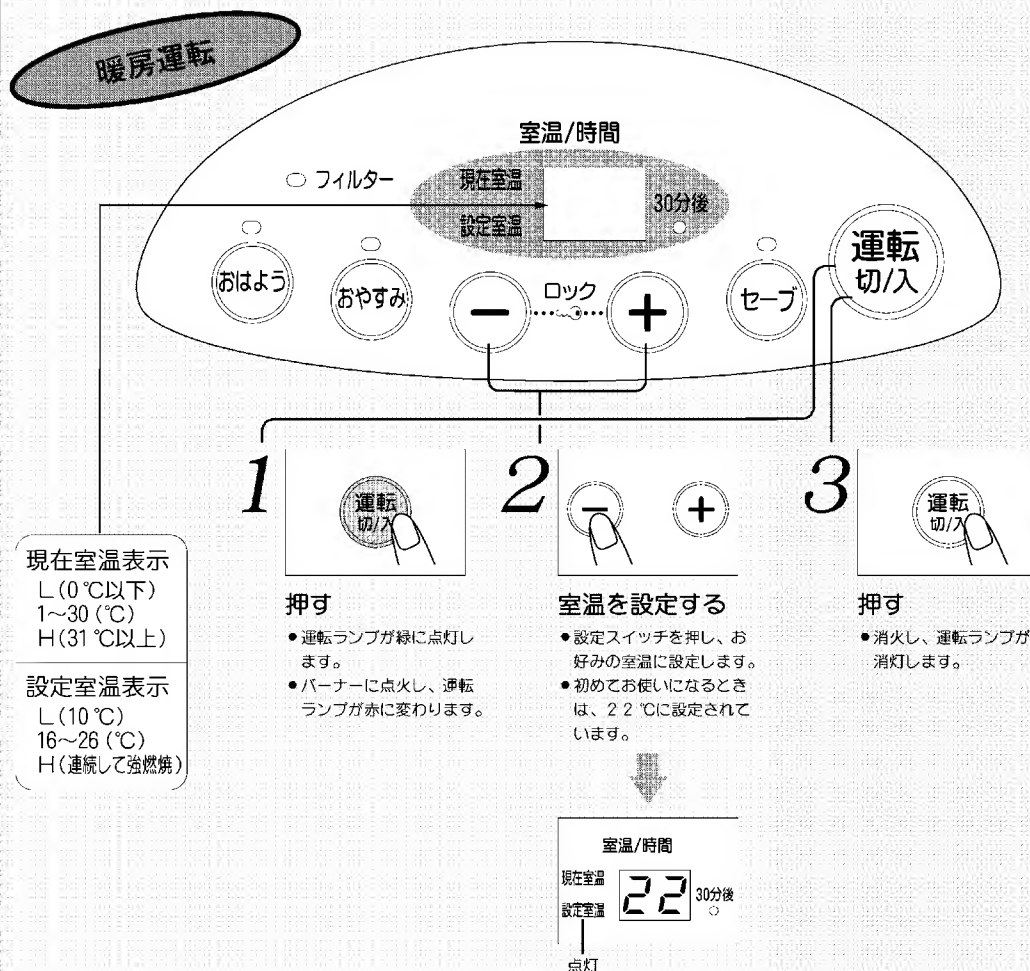 暖房運転
室温/時間
フィルター
現在室温
設定室温
30分後
おはよう
おやすみ
－
ロック
＋
セーブ
運転
切/入
1
運転
切/入
押す
●運転ランプが緑に点灯し
ます。
●バーナーに点火し、運転
ランプが赤に変わります。
2
－
＋
室温を設定する
●設定スイッチを押し、お
好みの室温に設定します。
●初めてお使いになるとき
は、22℃に設定されて
います。
室温/時間
現在室温
設定室温
22
30分後
点灯
3
運転
切/入
押す
●消火し、運転ランプが
消灯します。
現在室温表示
L(0℃以下)
1～30(℃)
H(31℃以上)
設定室温表示
L(10℃)
16～26(℃)
H(連続して強燃焼)